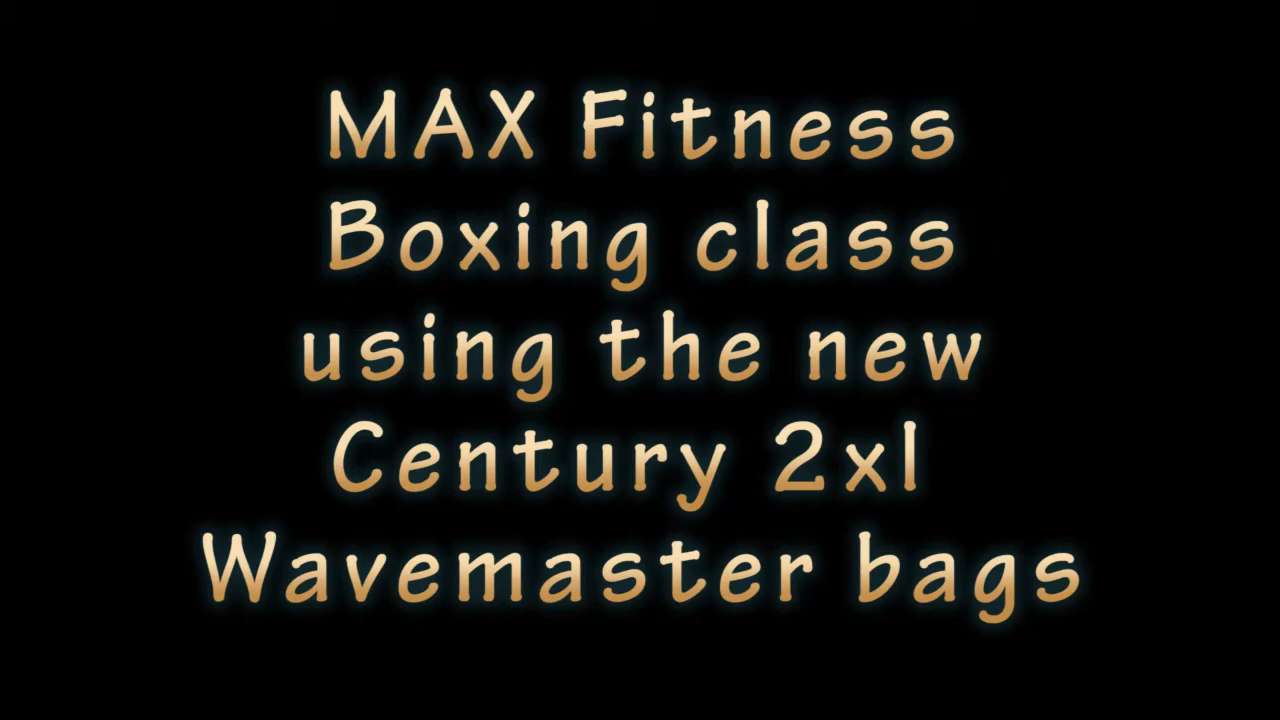 MAX Fitness
Boxing class
using the new
Century 2xl
Wavemaster bags